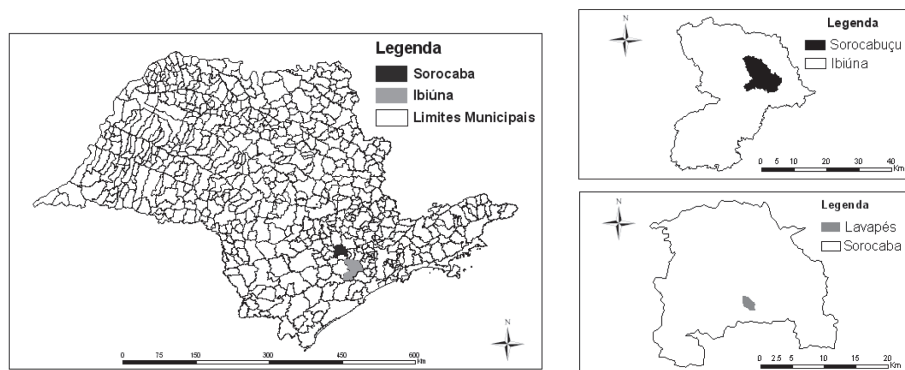 N
Legenda
Sorocaba
Ibiúna
Limites Municipais
N
0 75 150 300 450 600
Km
N
Legenda
Sorocabuçu
Ibiúna
0 5 10 20 30 40
Km
N
Legenda
Lavapés
Sorocaba
0 2.5 5 10 15 20
Km